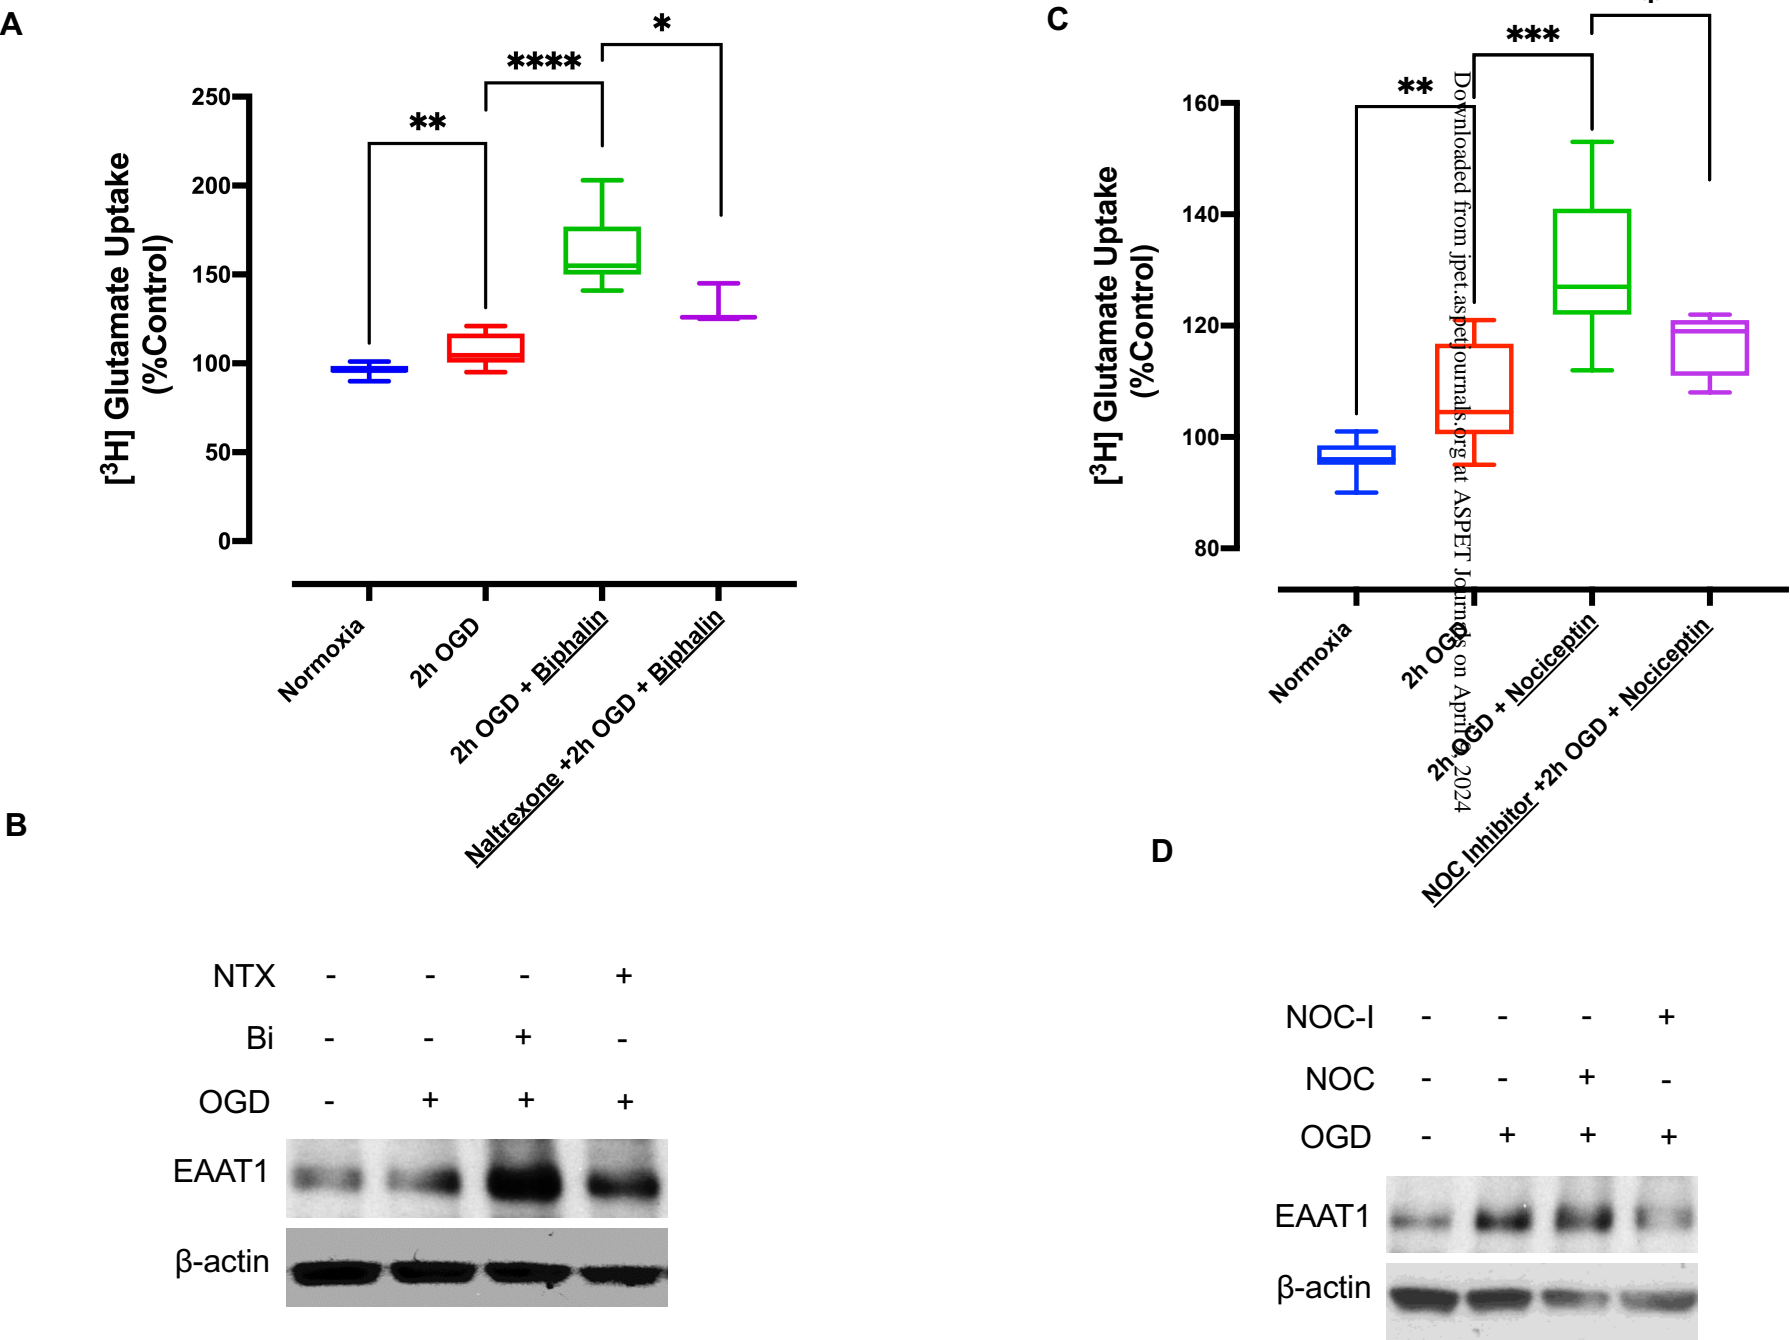 A
*
****
**
250
200
150
100
50
0
[3H] Glutamate Uptake
(%Control)
Normoxia
2h OGD
2h OGD + Biphalin
Naltrexone +2h OGD + Biphalin
C
***
**
160
140
120
100
80
[3H] Glutamate Uptake
(%Control)
Normoxia
2h OGD
2h OGD + Nociceptin
NOC Inhibitor +2h OGD + Nociceptin
Downloaded from jpet.aspetjournals.org at ASPET Journals on April 9, 2024
B
NTX - - - +
Bi - - + -
OGD - + + +
EAAT1
β-actin
D
NOC-I - - - +
NOC - - + -
OGD - + + +
EAAT1
β-actin